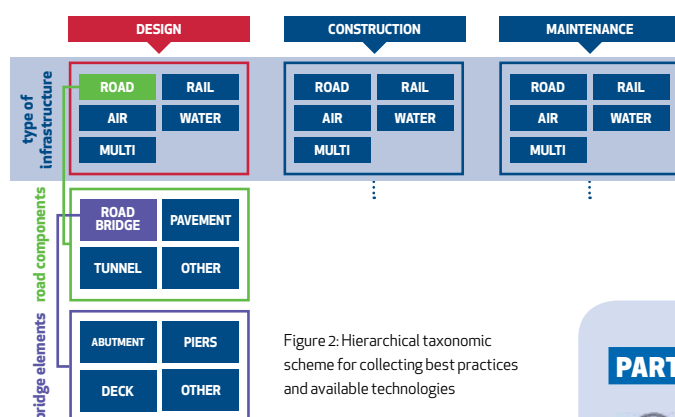 DESIGN
CONSTRUCTION
MAINTENANCE
type of
infrastructure
ROAD RAIL
AIR WATER
MULTI
ROAD RAIL
AIR WATER
MULTI
ROAD RAIL
AIR WATER
MULTI
road components
ROAD
BRIDGE
PAVEMENT
TUNNEL OTHER
bridge elements
ABUTMENT PIERS
DECK OTHER
Figure 2: Hierarchical taxonomic
scheme for collecting best practices
and available technologies
PART